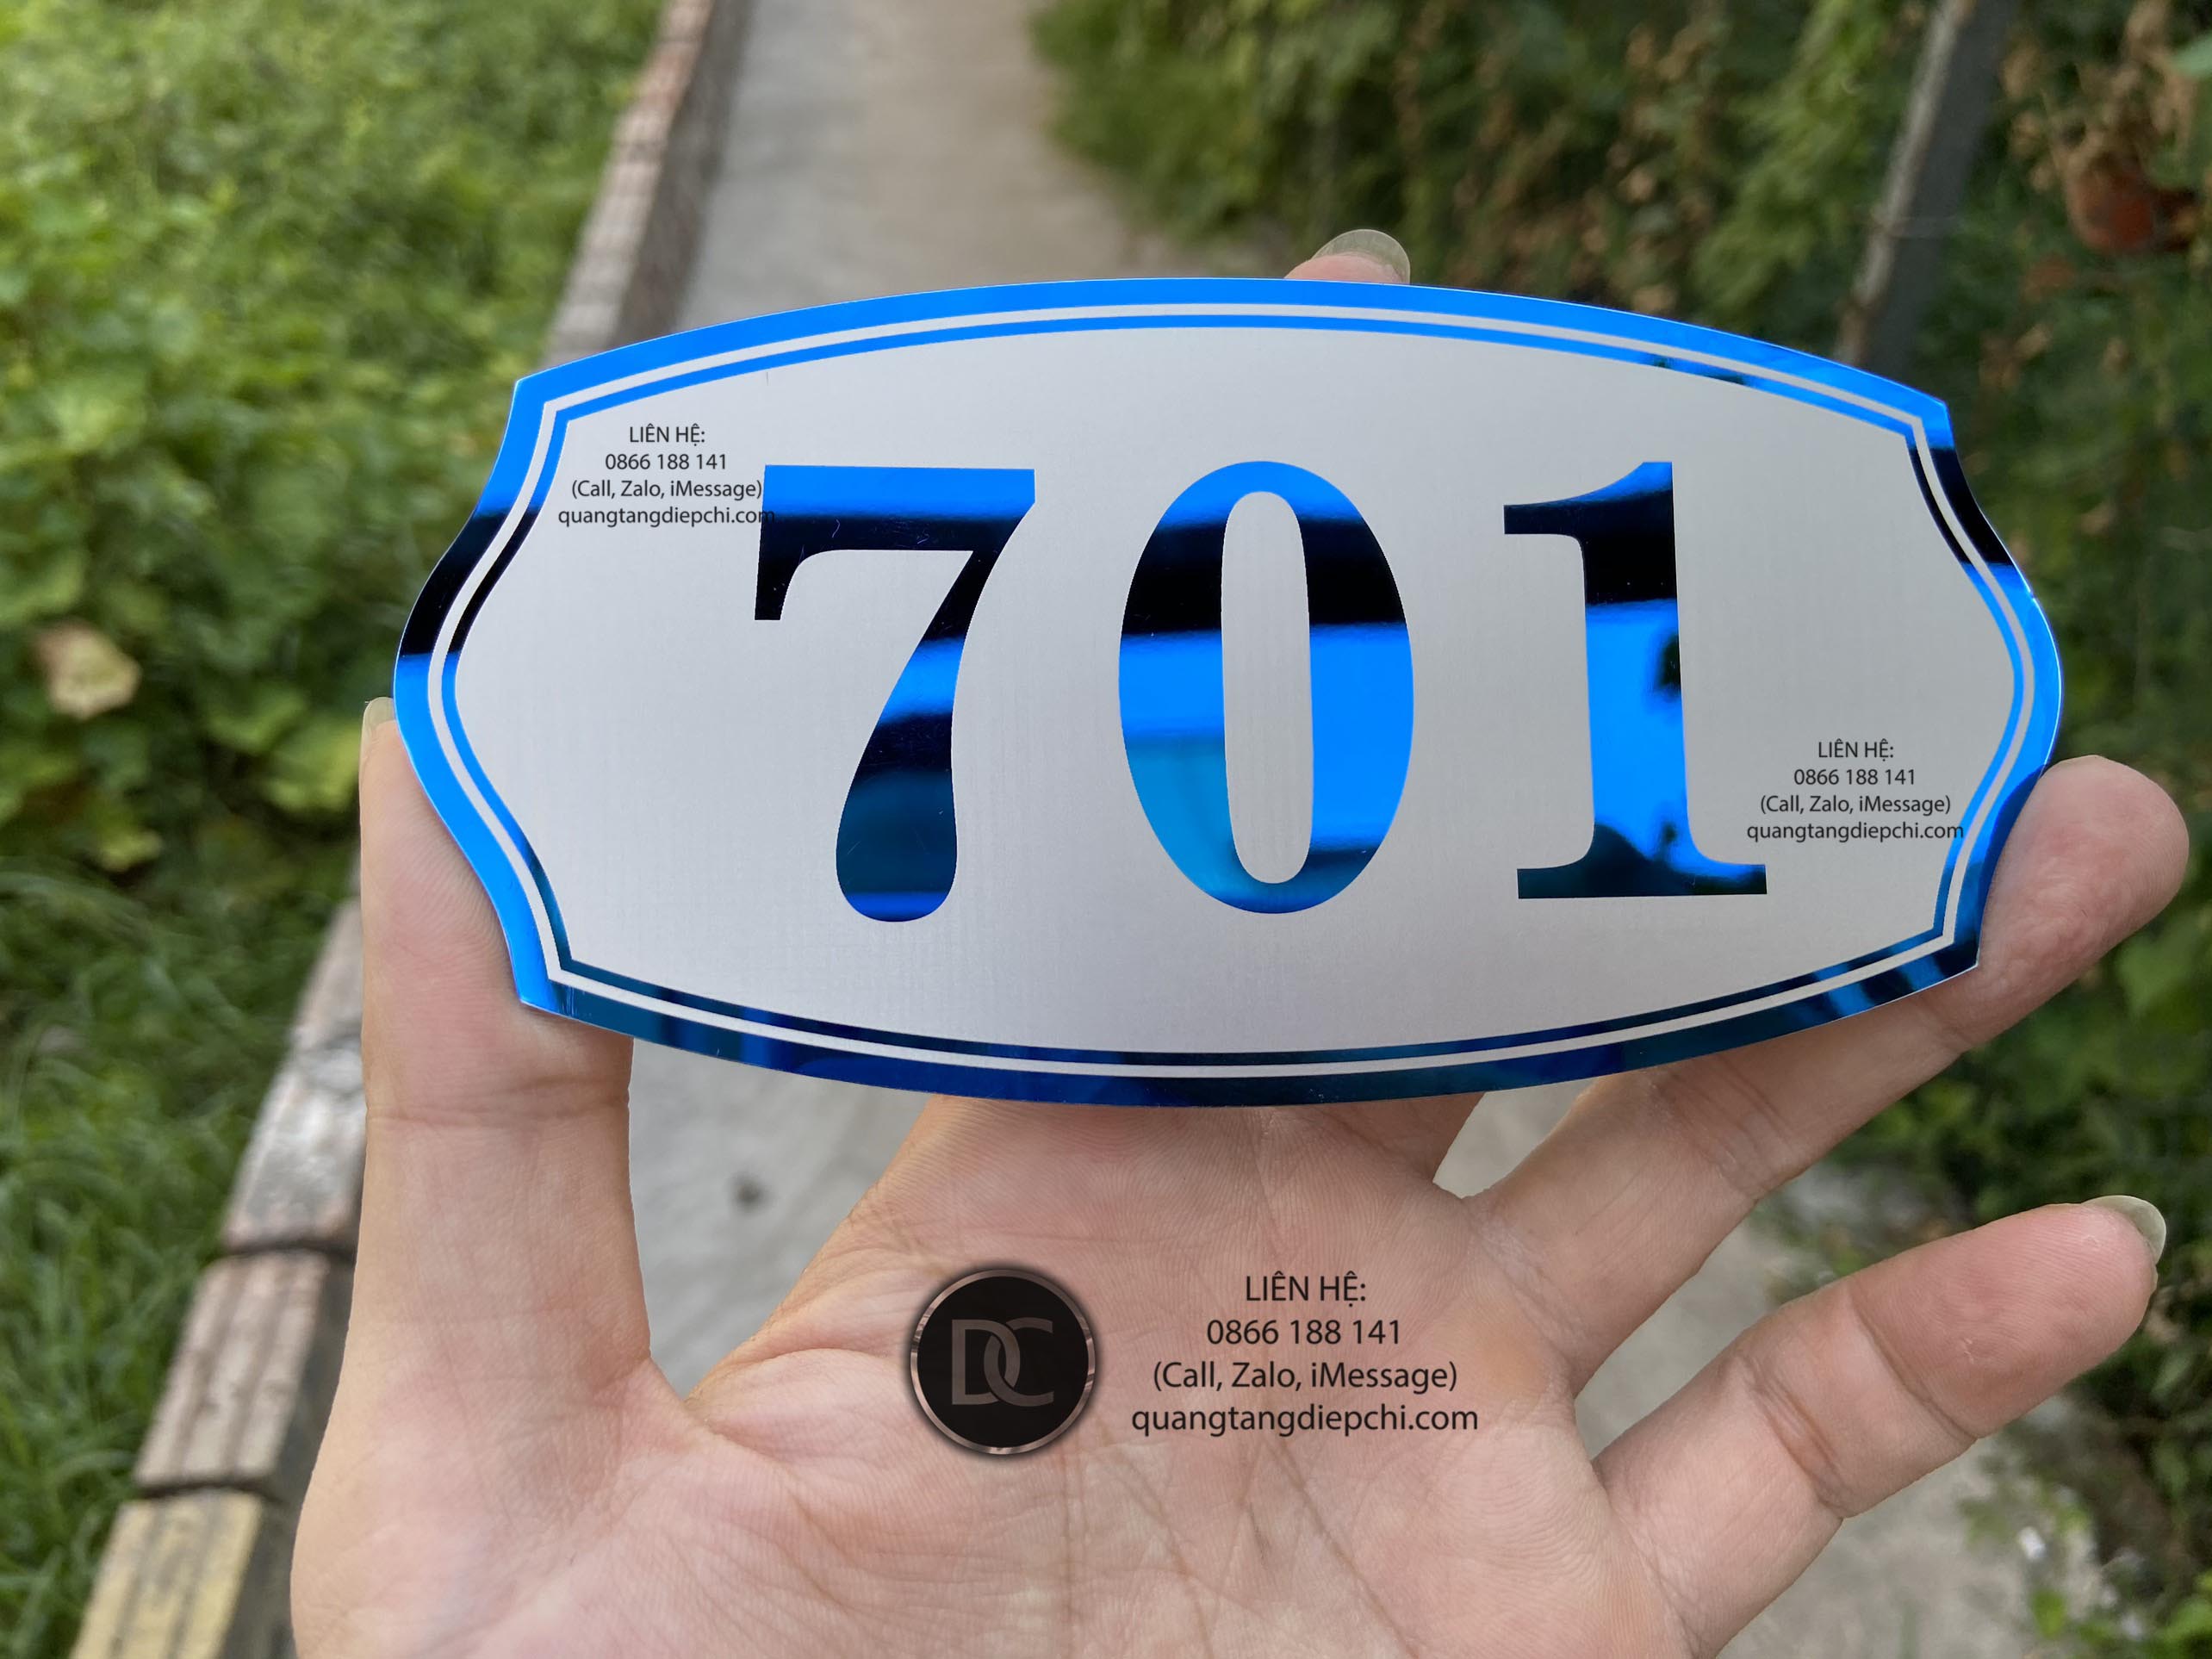 LIÊN HỆ:
0866 188 141
(Call, Zalo, iMessage)
quangtangdiepchi.com
701
LIÊN HỆ:
0866 188 141
(Call, Zalo, iMessage)
quangtangdiepchi.com
DC
LIÊN HỆ:
0866 188 141
(Call, Zalo, iMessage)
quangtangdiepchi.com